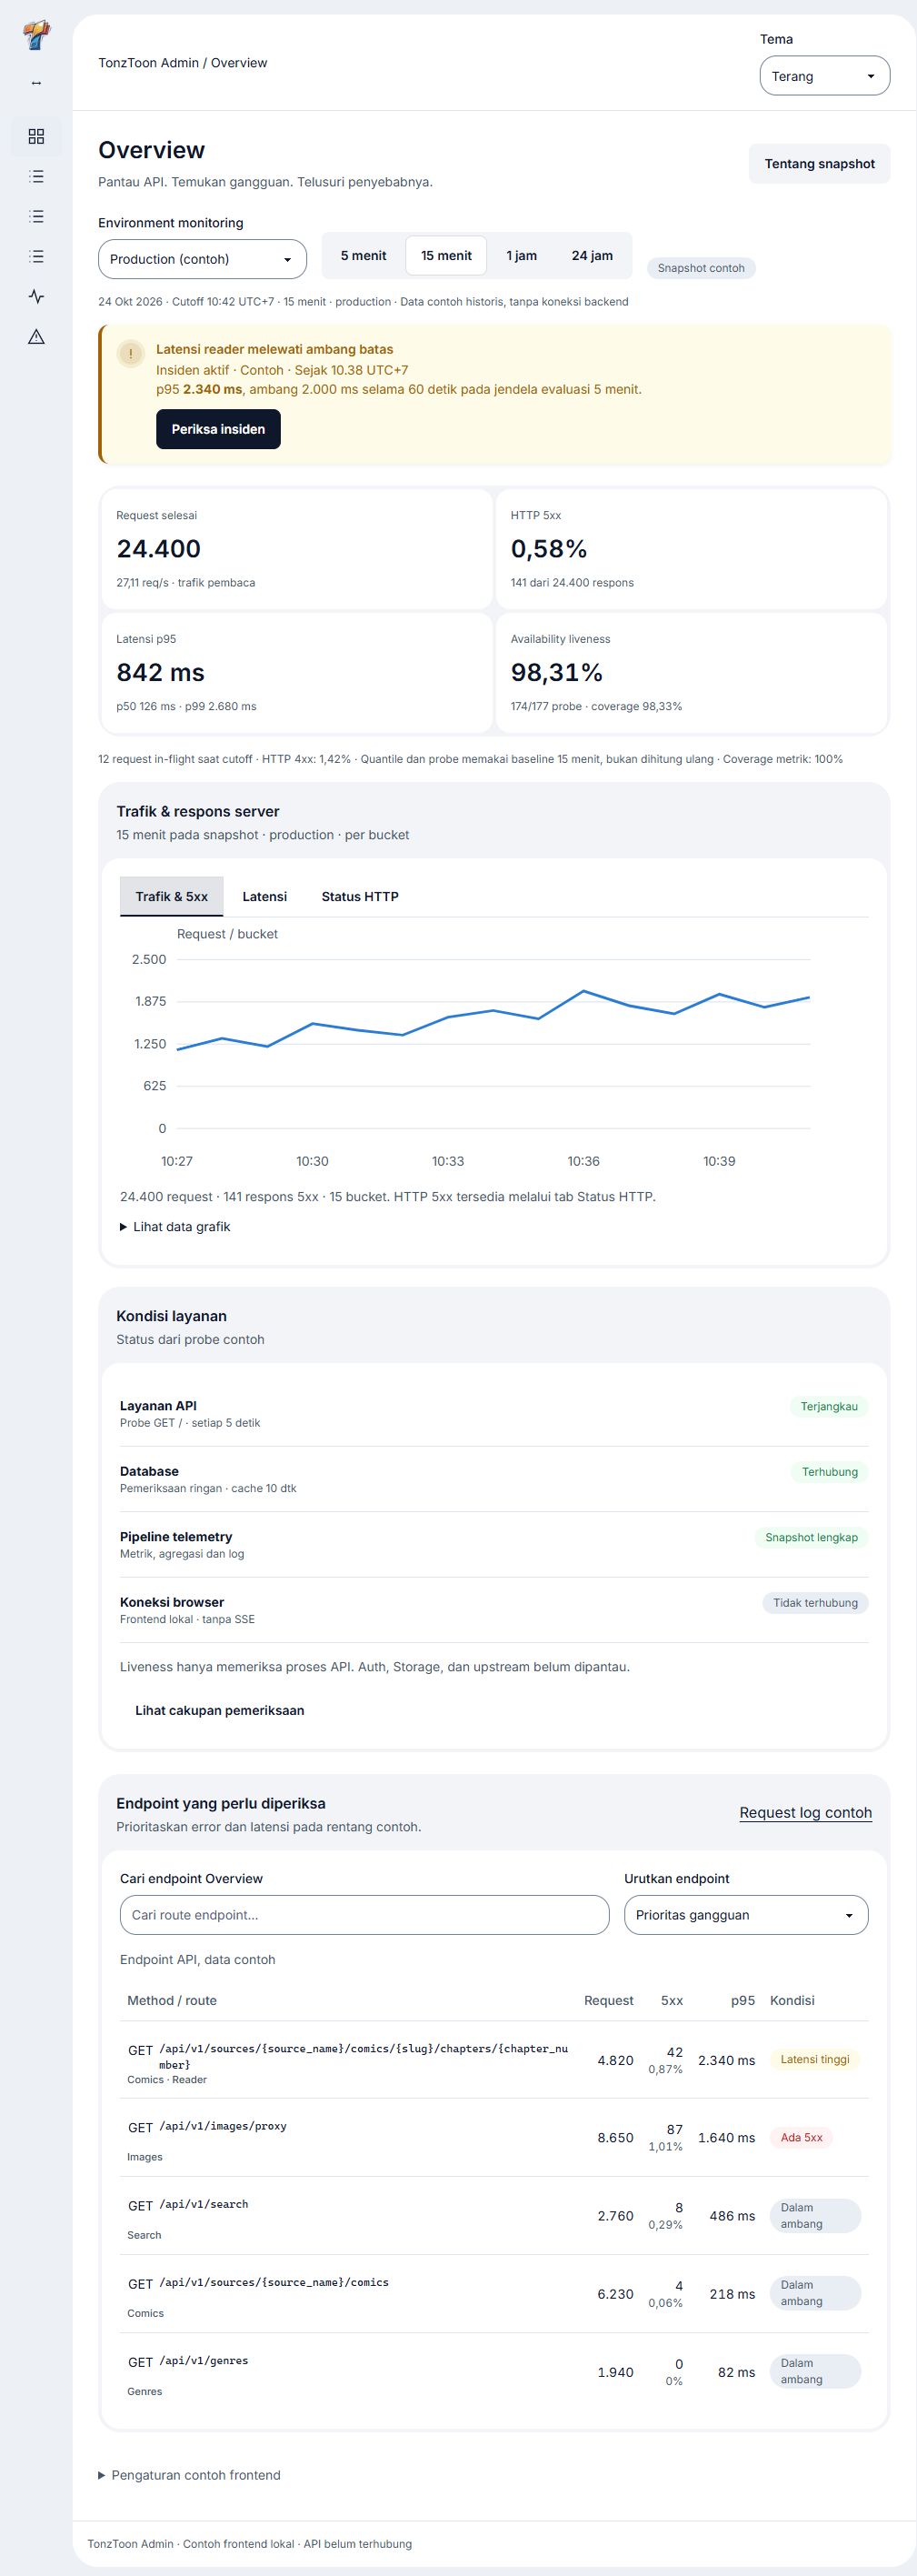 TonzToon Admin / Overview
Tema
Terang
Overview
Pantau API. Temukan gangguan. Telusuri penyebabnya.
Tentang snapshot
Environment monitoring
Production (contoh)
5 menit
15 menit
1 jam
24 jam
Snapshot contoh
24 Okt 2026 · Cutoff 10:42 UTC+7 · 15 menit · production · Data contoh historis, tanpa koneksi backend
!
Latensi reader melewati ambang batas
Insiden aktif · Contoh · Sejak 10.38 UTC+7
p95 2.340 ms, ambang 2.000 ms selama 60 detik pada jendela evaluasi 5 menit.
Periksa insiden
Request selesai
24.400
27,11 req/s · trafik pembaca
HTTP 5xx
0,58%
141 dari 24.400 respons
Latensi p95
842 ms
p50 126 ms · p99 2.680 ms
Availability liveness
98,31%
174/177 probe · coverage 98,33%
12 request in-flight saat cutoff · HTTP 4xx: 1,42% · Quantile dan probe memakai baseline 15 menit, bukan dihitung ulang · Coverage metrik: 100%
Trafik & respons server
15 menit pada snapshot · production · per bucket
Trafik & 5xx
Latensi
Status HTTP
Request / bucket
2.500
1.875
1.250
625
0
10:27
10:30
10:33
10:36
10:39
24.400 request · 141 respons 5xx · 15 bucket. HTTP 5xx tersedia melalui tab Status HTTP.
Lihat data grafik
Kondisi layanan
Status dari probe contoh
Layanan API
Probe GET / · setiap 5 detik
Terjangkau
Database
Pemeriksaan ringan · cache 10 dtk
Terhubung
Pipeline telemetry
Metrik, agregasi dan log
Snapshot lengkap
Koneksi browser
Frontend lokal · tanpa SSE
Tidak terhubung
Liveness hanya memeriksa proses API. Auth, Storage, dan upstream belum dipantau.
Lihat cakupan pemeriksaan
Endpoint yang perlu diperiksa
Prioritaskan error dan latensi pada rentang contoh.
Request log contoh
Cari endpoint Overview
Cari route endpoint...
Urutkan endpoint
Prioritas gangguan
Endpoint API, data contoh
Method / route
Request
5xx
p95
Kondisi
GET /api/v1/sources/{source_name}/comics/{slug}/chapters/{chapter_nu
mber}
Comics · Reader
4.820
42
0,87%
2.340 ms
Latensi tinggi
GET /api/v1/images/proxy
Images
8.650
87
1,01%
1.640 ms
Ada 5xx
GET /api/v1/search
Search
2.760
8
0,29%
486 ms
Dalam
ambang
GET /api/v1/sources/{source_name}/comics
Comics
6.230
4
0,06%
218 ms
Dalam
ambang
GET /api/v1/genres
Genres
1.940
0
0%
82 ms
Dalam
ambang
Pengaturan contoh frontend
TonzToon Admin · Contoh frontend lokal · API belum terhubung